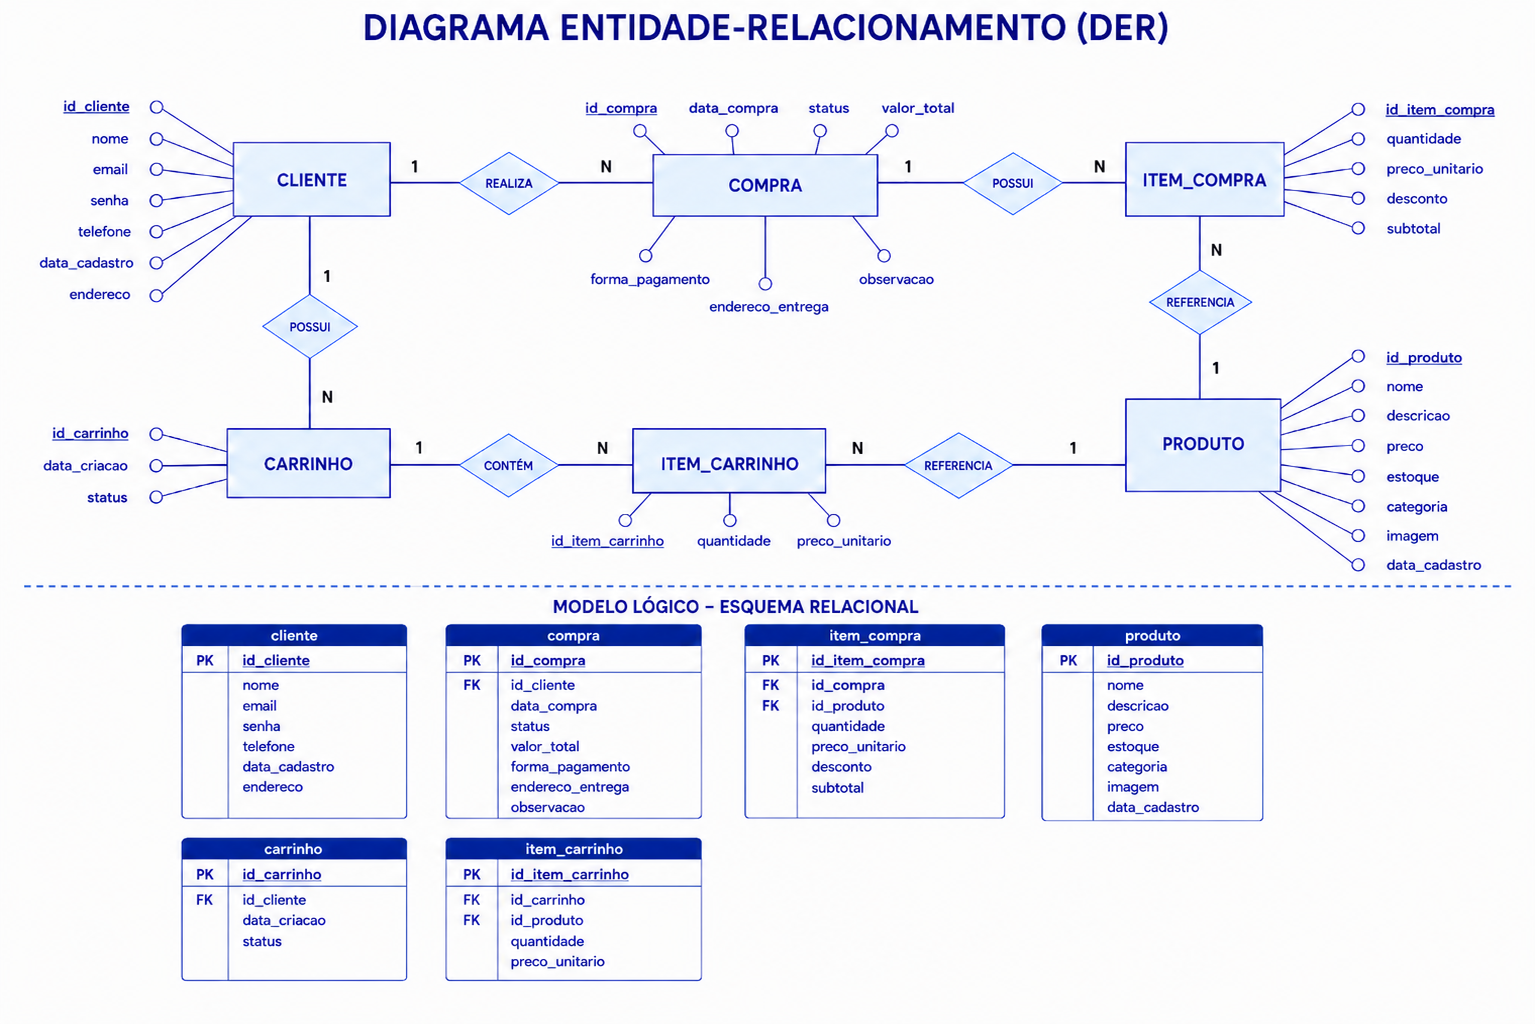 DIAGRAMA ENTIDADE-RELACIONAMENTO (DER)
id_cliente
nome
email
senha
telefone
data_cadastro
endereco
CLIENTE
1
REALIZA
N
id_compra
data_compra
status
valor_total
COMPRA
forma_pagamento
endereco_entrega
observacao
1
POSSUI
N
ITEM_COMPRA
id_item_compra
quantidade
preco_unitario
desconto
subtotal
1
POSSUI
N
N
REFERENCIA
1
id_carrinho
data_criacao
status
CARRINHO
1
CONTÉM
N
ITEM_CARRINHO
id_item_carrinho
quantidade
preco_unitario
N
REFERENCIA
1
PRODUTO
id_produto
nome
descricao
preco
estoque
categoria
imagem
data_cadastro
MODELO LÓGICO – ESQUEMA RELACIONAL
cliente
PK id_cliente
nome
email
senha
telefone
data_cadastro
endereco
compra
PK id_compra
FK id_cliente
data_compra
status
valor_total
forma_pagamento
endereco_entrega
observacao
item_compra
PK id_item_compra
FK id_compra
FK id_produto
quantidade
preco_unitario
desconto
subtotal
produto
PK id_produto
nome
descricao
preco
estoque
categoria
imagem
data_cadastro
carrinho
PK id_carrinho
FK id_cliente
data_criacao
status
item_carrinho
PK id_item_carrinho
FK id_carrinho
FK id_produto
quantidade
preco_unitario